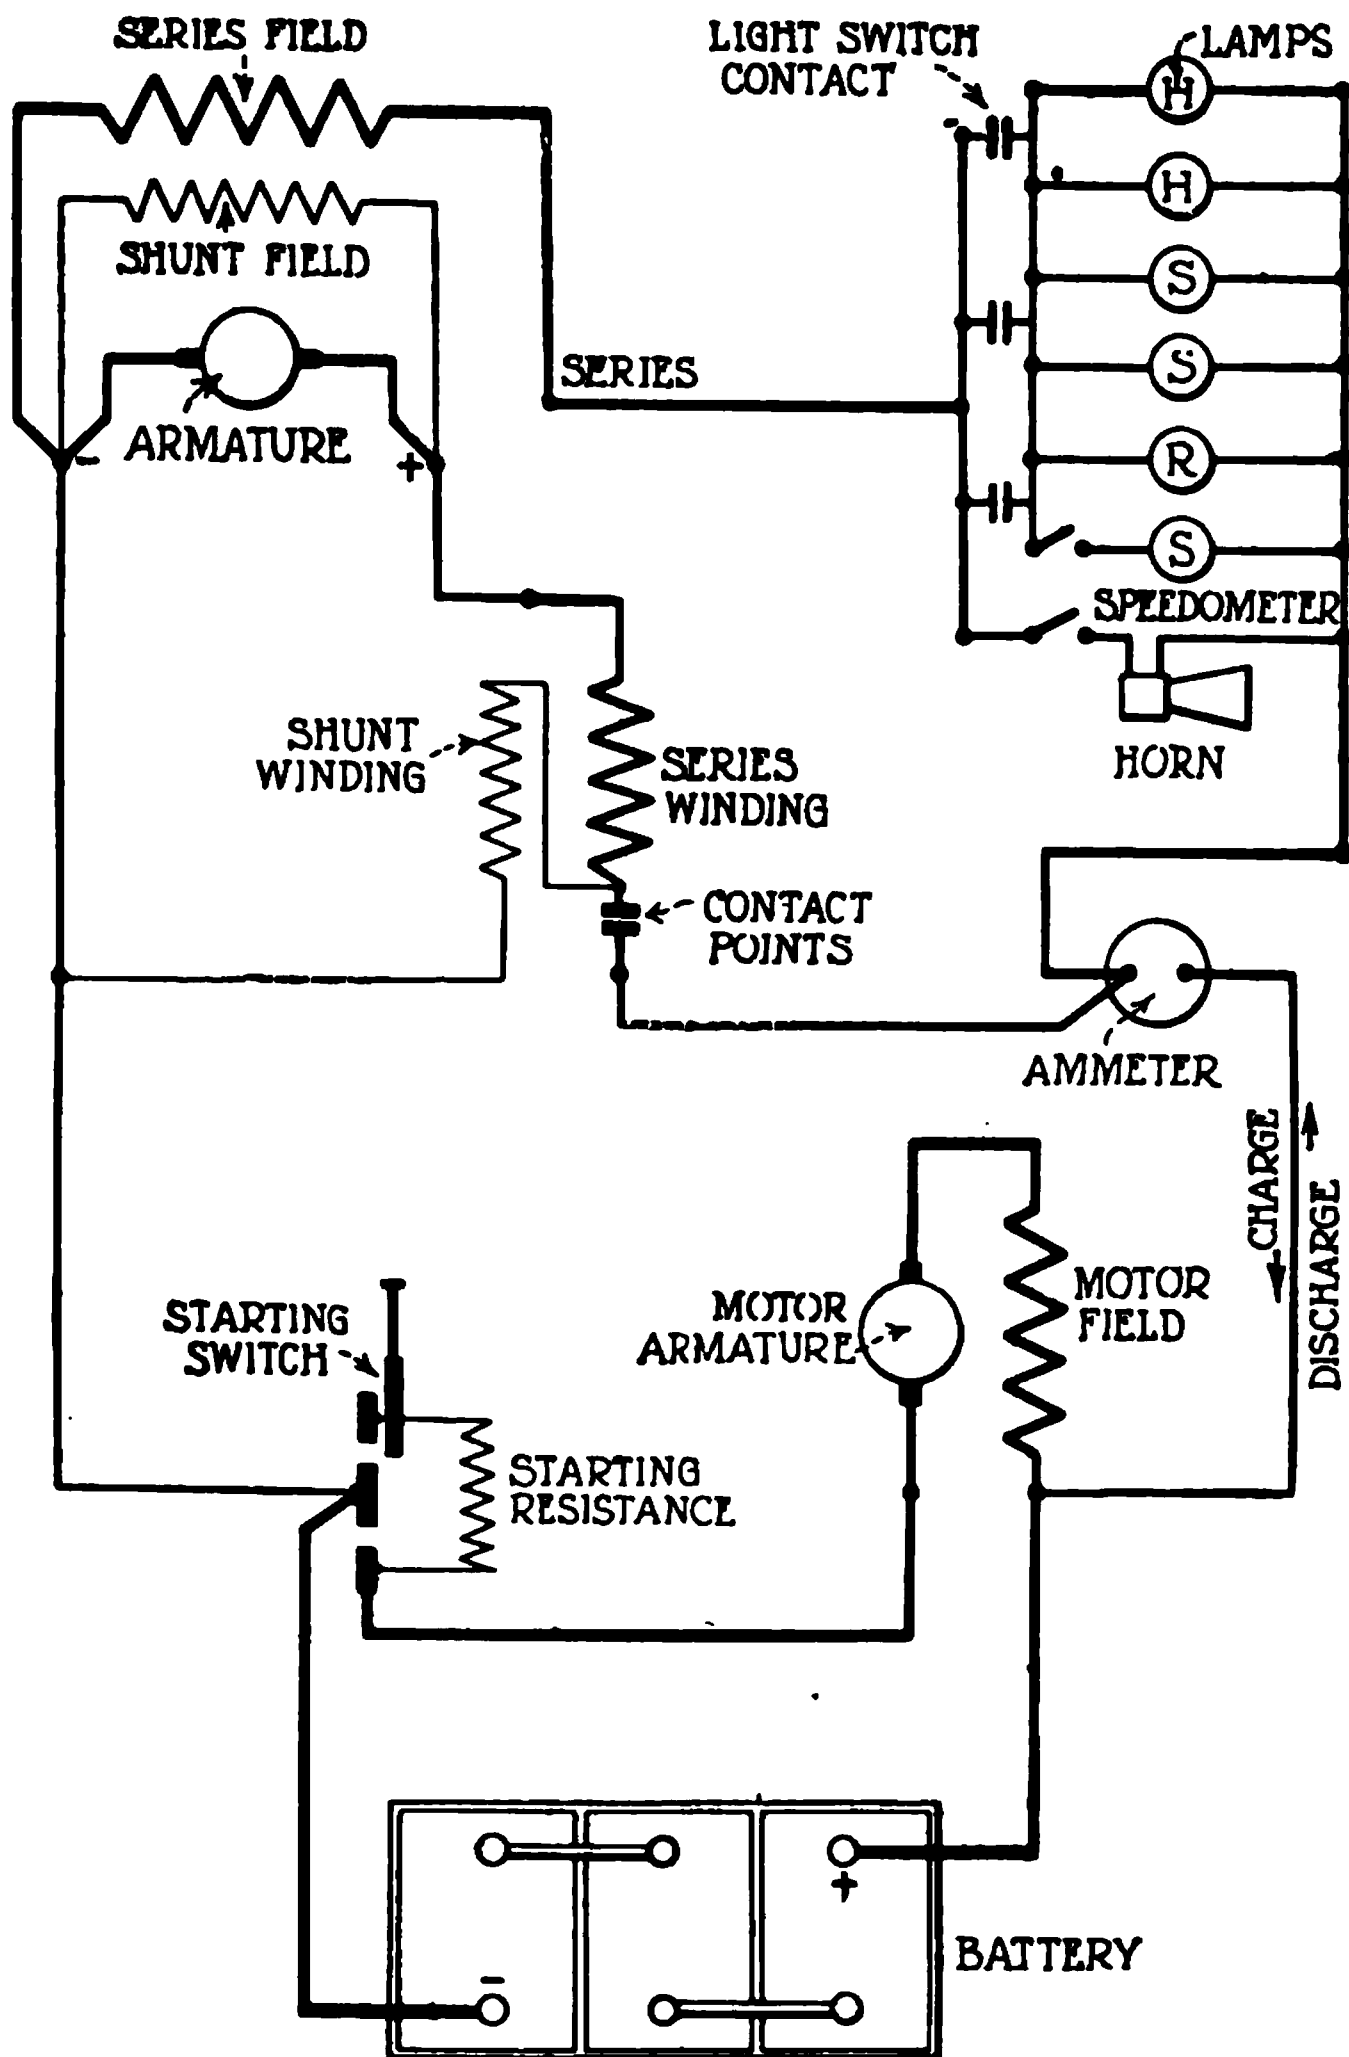 SERIES FIELD
LIGHT SWITCH
CONTACT
LAMPS
H
H
SHUNT FIELD
S
SERIES
S
ARMATURE
-
+
R
S
SPEEDOMETER
HORN
SHUNT
WINDING
SERIES
WINDING
CONTACT
POINTS
AMMETER
CHARGE
DISCHARGE
STARTING
SWITCH
MOTOR
ARMATURE
MOTOR
FIELD
STARTING
RESISTANCE
+
-
BATTERY